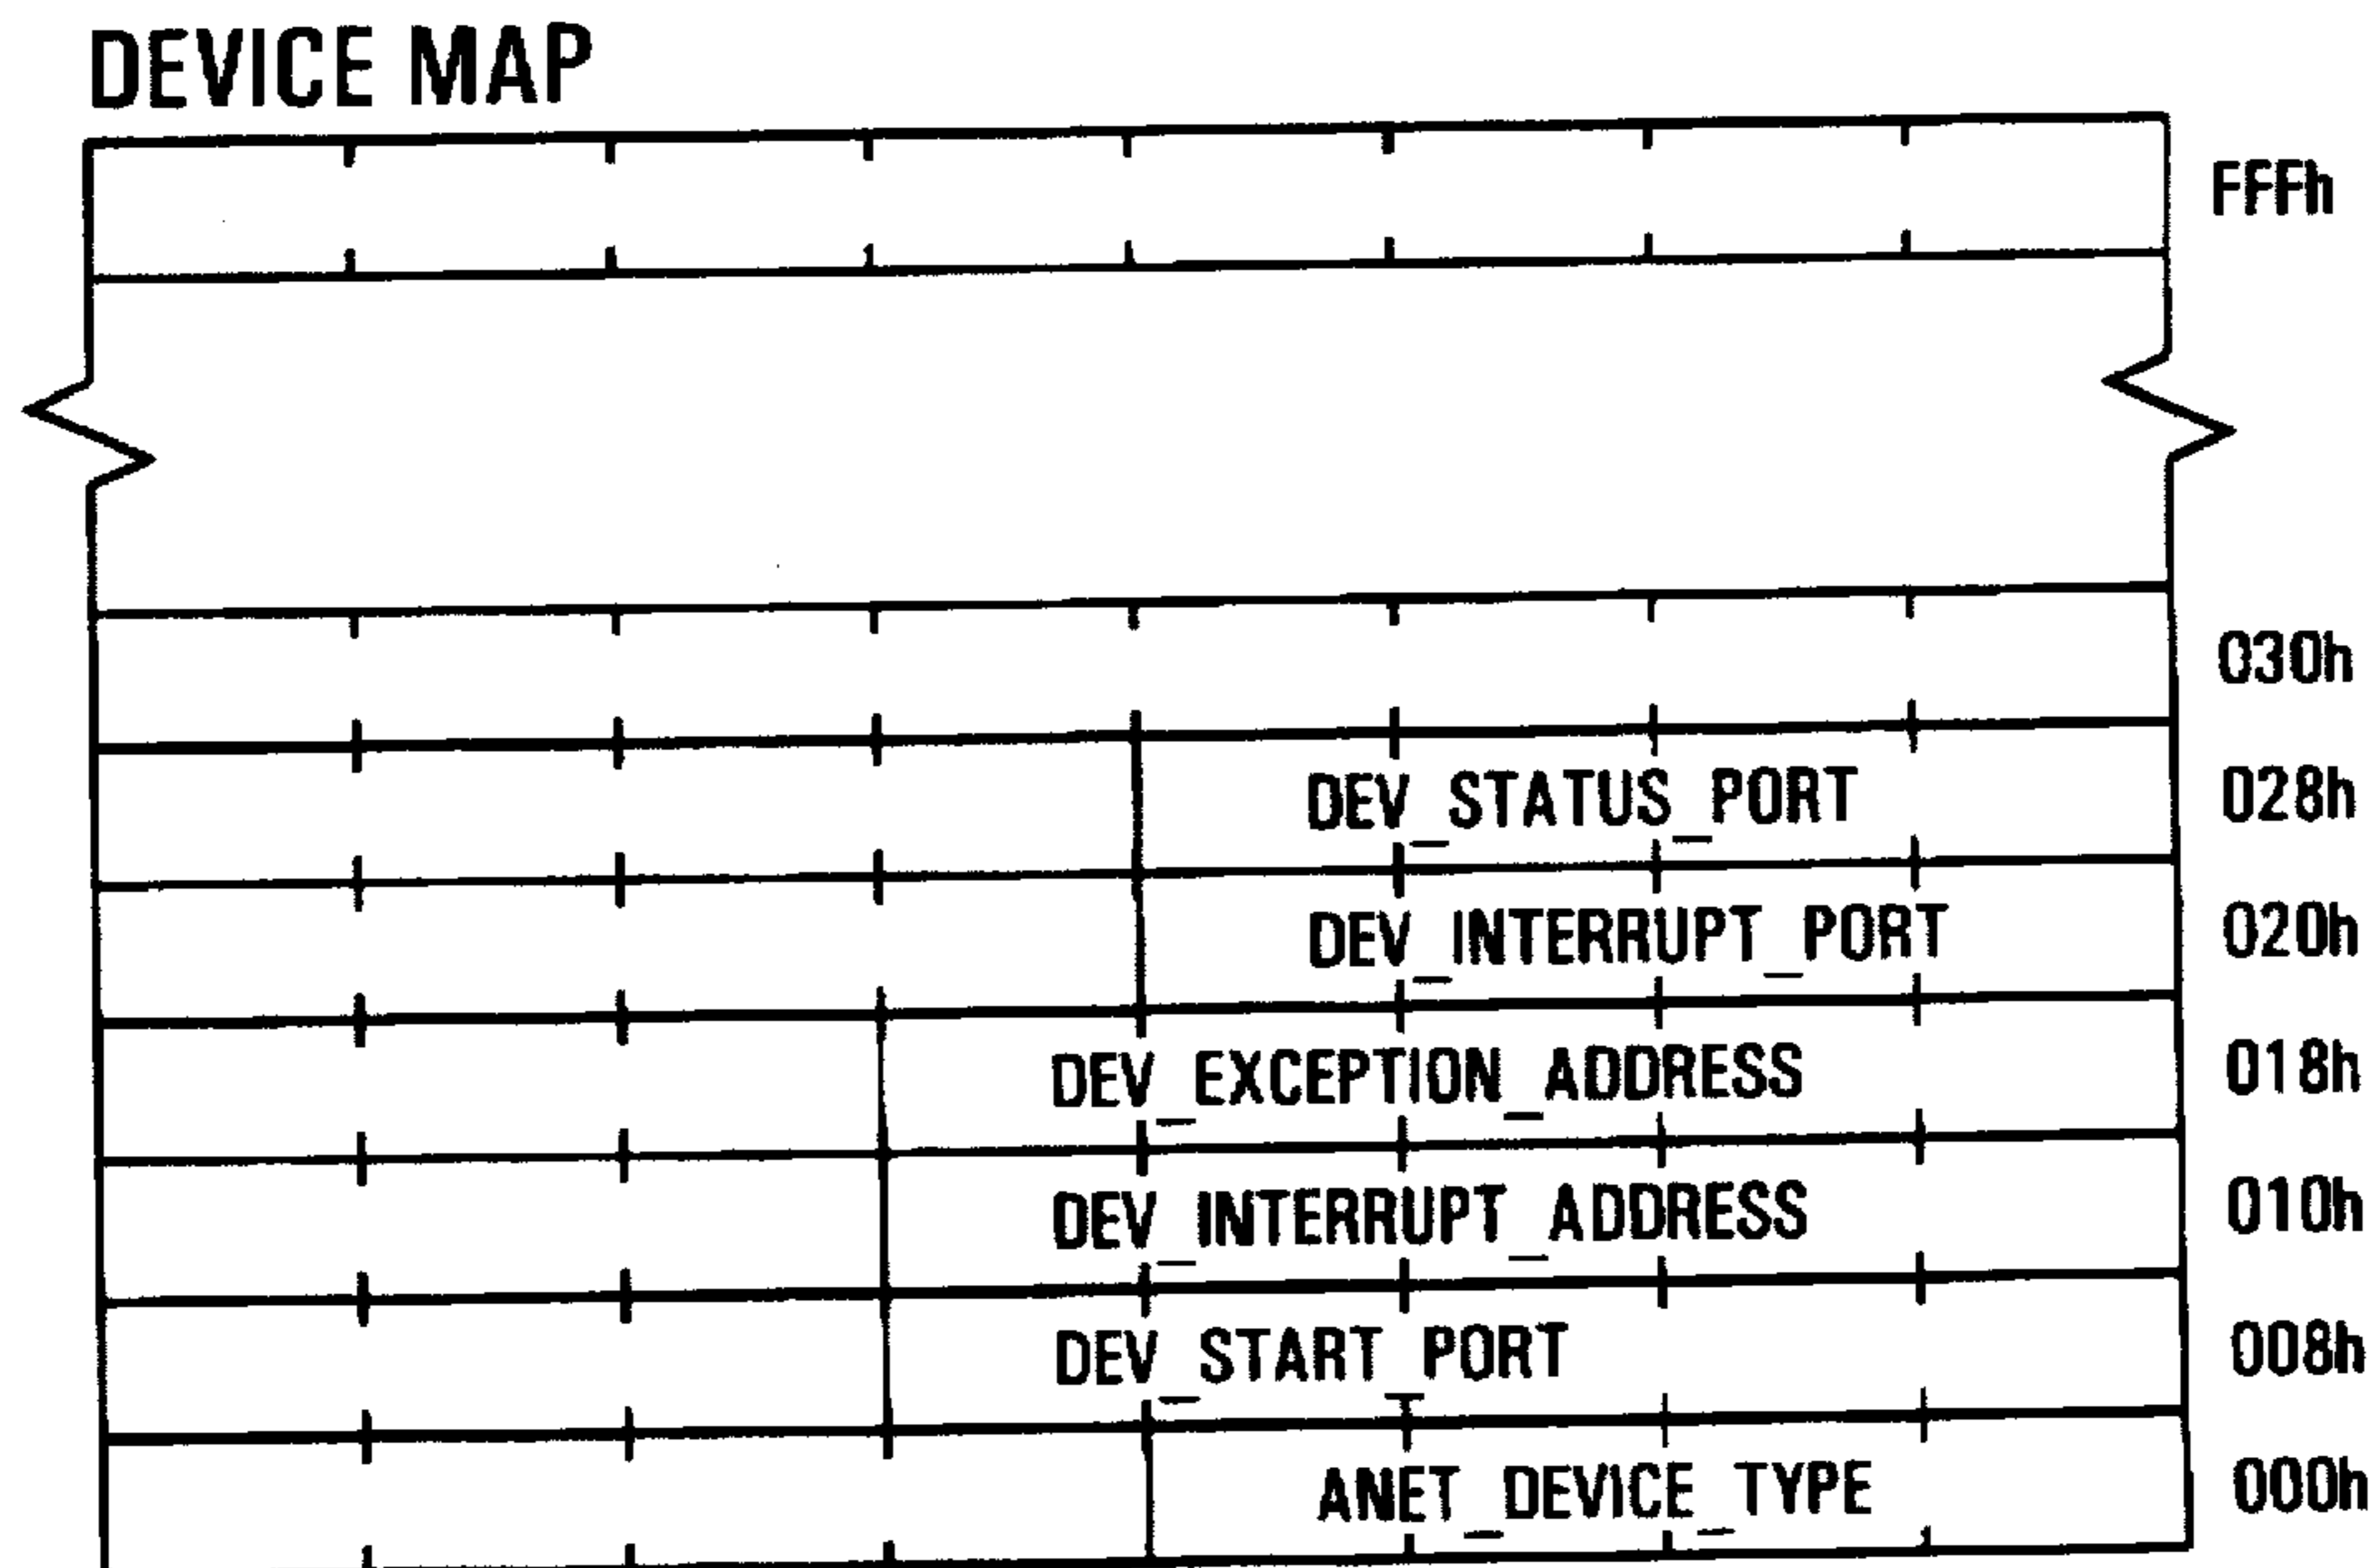 DEVICE MAP
FFFh
030h
DEV_STATUS_PORT 028h
DEV_INTERRUPT_PORT 020h
DEV_EXCEPTION_ADDRESS 018h
DEV_INTERRUPT_ADDRESS 010h
DEV_START_PORT 008h
ANET_DEVICE_TYPE 000h